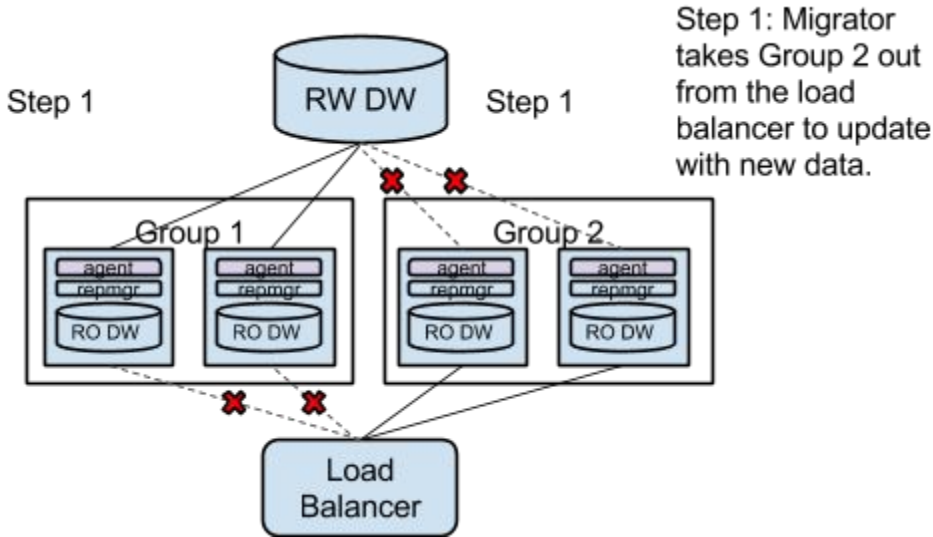 Step 1: Migrator
takes Group 2 out
from the load
balancer to update
with new data.
Step 1
RW DW
Step 1
Group 1
Group 2
agent
repmgr
RO DW
agent
repmgr
RO DW
agent
repmgr
RO DW
agent
repmgr
RO DW
Load
Balancer